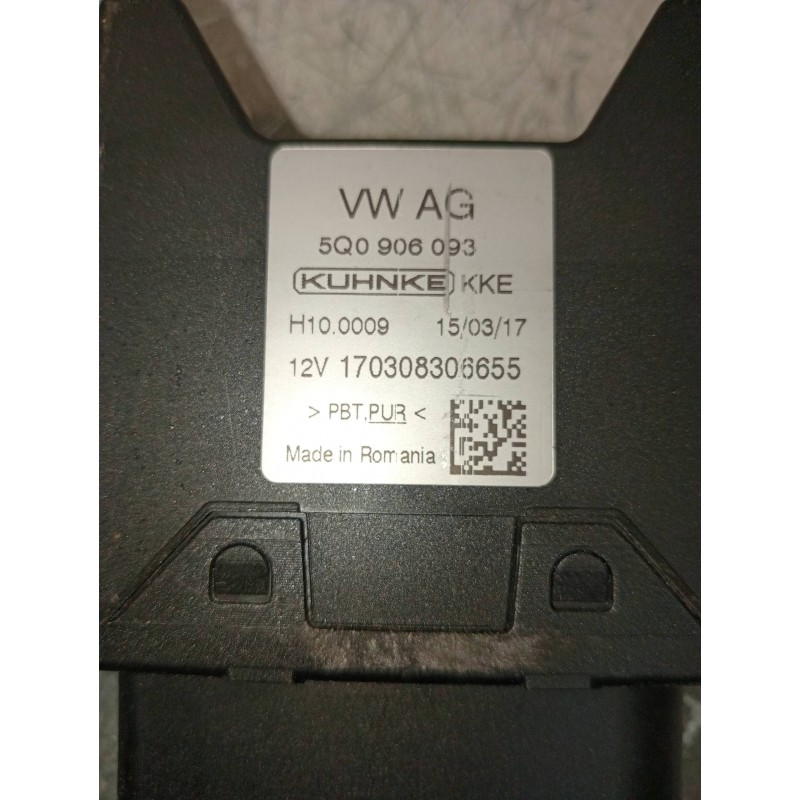 VW AG
5Q0 906 093
KUHNKE KKE
H10.0009 15/03/17
12V 170308306655
> PBT,PUR <
Made in Romania